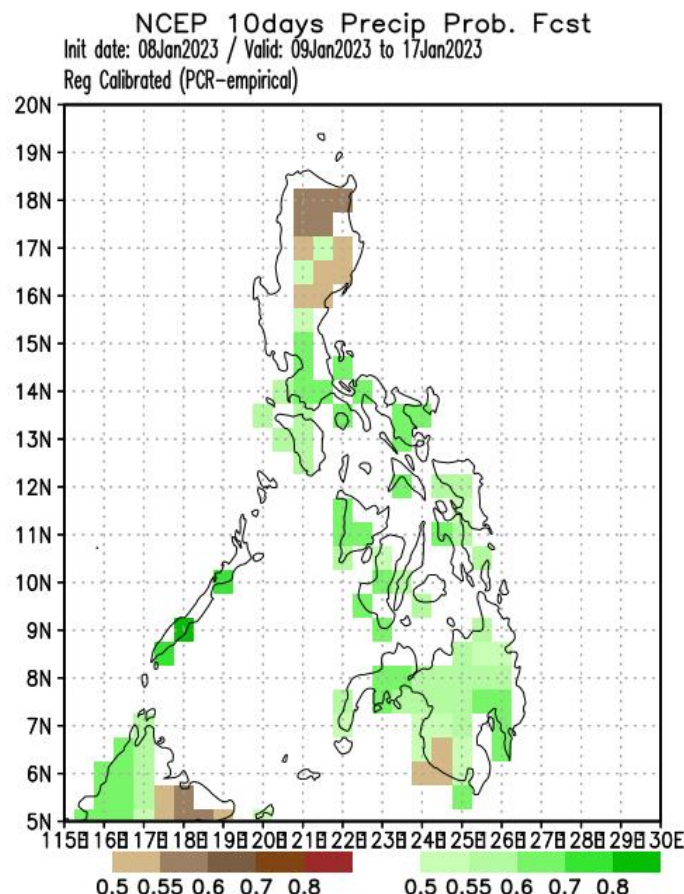 NCEP 10days Precip Prob. Fcst
Init date: 08Jan2023 / Valid: 09Jan2023 to 17Jan2023
Reg Calibrated (PCR-empirical)
20N
19N
18N
17N
16N
15N
14N
13N
12N
11N
10N
9N
8N
7N
6N
5N
115E 116E 117E 118E 119E 120E 121E 122E 123E 124E 125E 126E 127E 128E 129E 130E
0.5 0.55 0.6 0.7 0.8 0.5 0.55 0.6 0.7 0.8